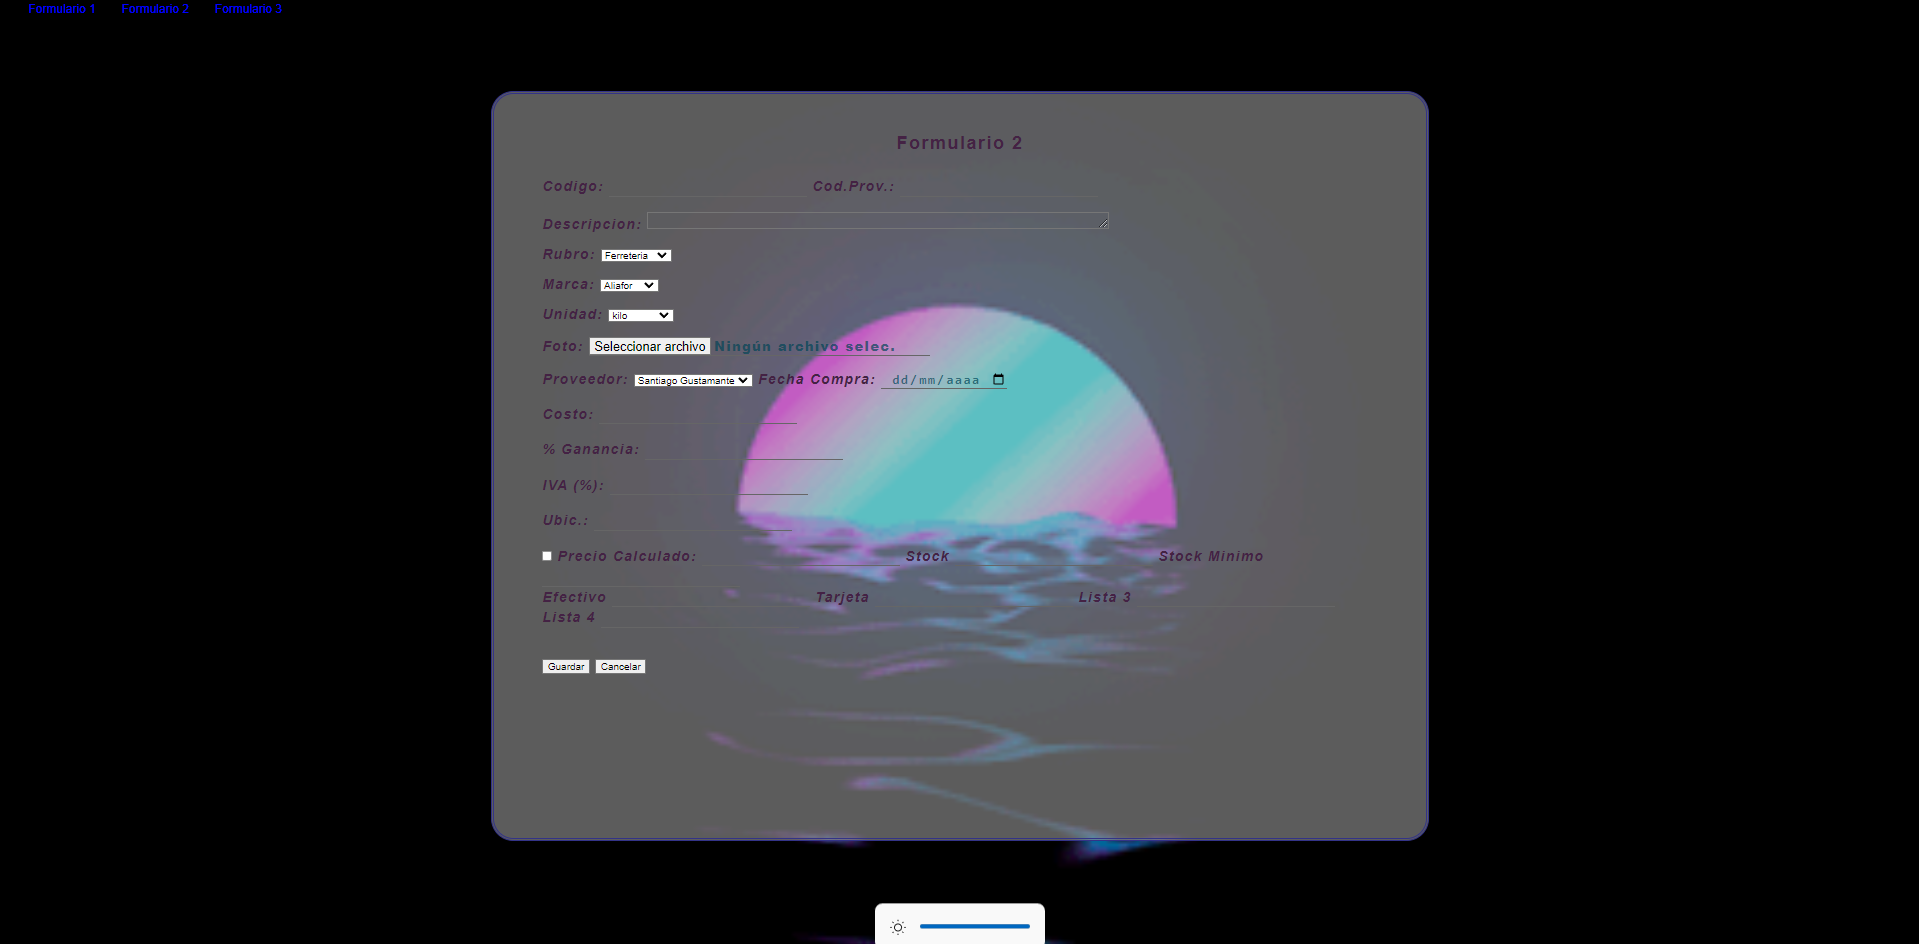 Formulario 1 Formulario 2 Formulario 3
Formulario 2
Codigo: Cod.Prov.:
Descripcion:
Rubro: Ferreteria
Marca: Aliafor
Unidad: kilo
Foto: Seleccionar archivo Ningún archivo selec.
Proveedor: Santiago Gustamante Fecha Compra: dd/mm/aaaa
Costo:
% Ganancia:
IVA (%):
Ubic.:
Precio Calculado: Stock Stock Minimo
Efectivo Tarjeta Lista 3
Lista 4
Guardar Cancelar